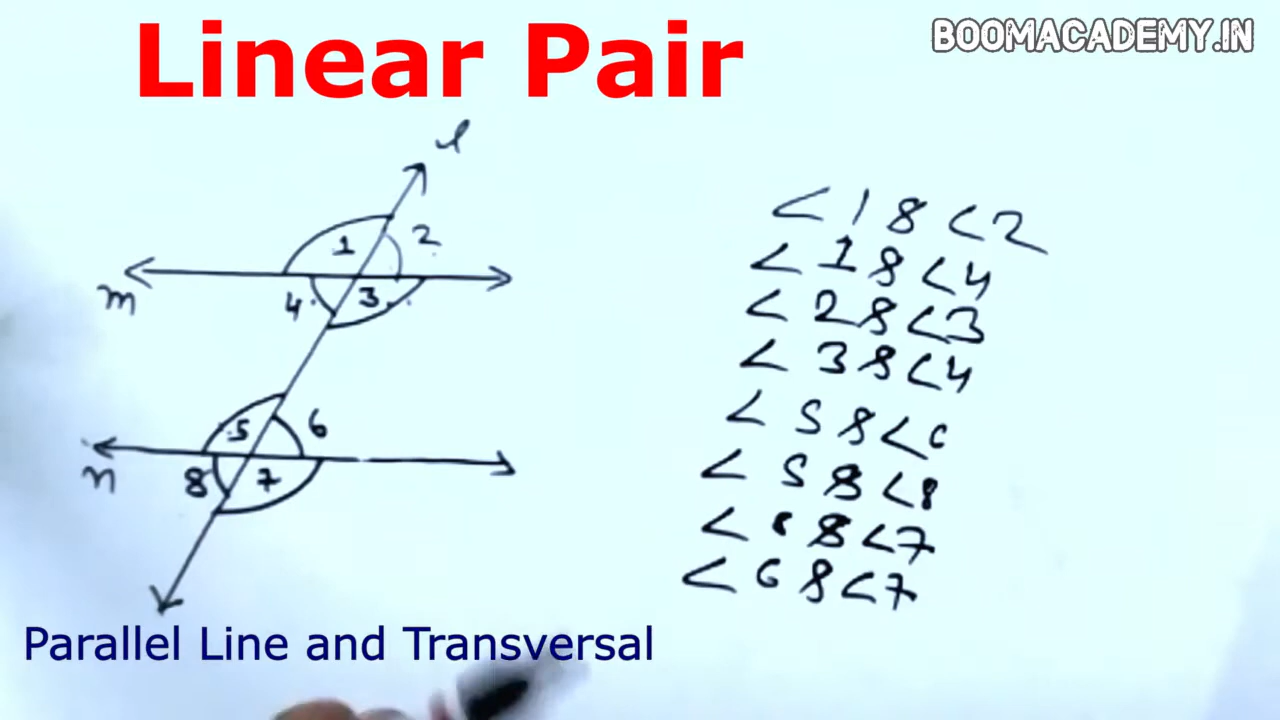 Linear Pair
BOOMACADEMY.IN
l
1 2
m
4 3
5 6
n
8 7
<1 & <2
<1 & <4
<2 & <3
<3 & <4
<5 & <6
<5 & <8
& <7
<6 & <7
Parallel Line and Transversal